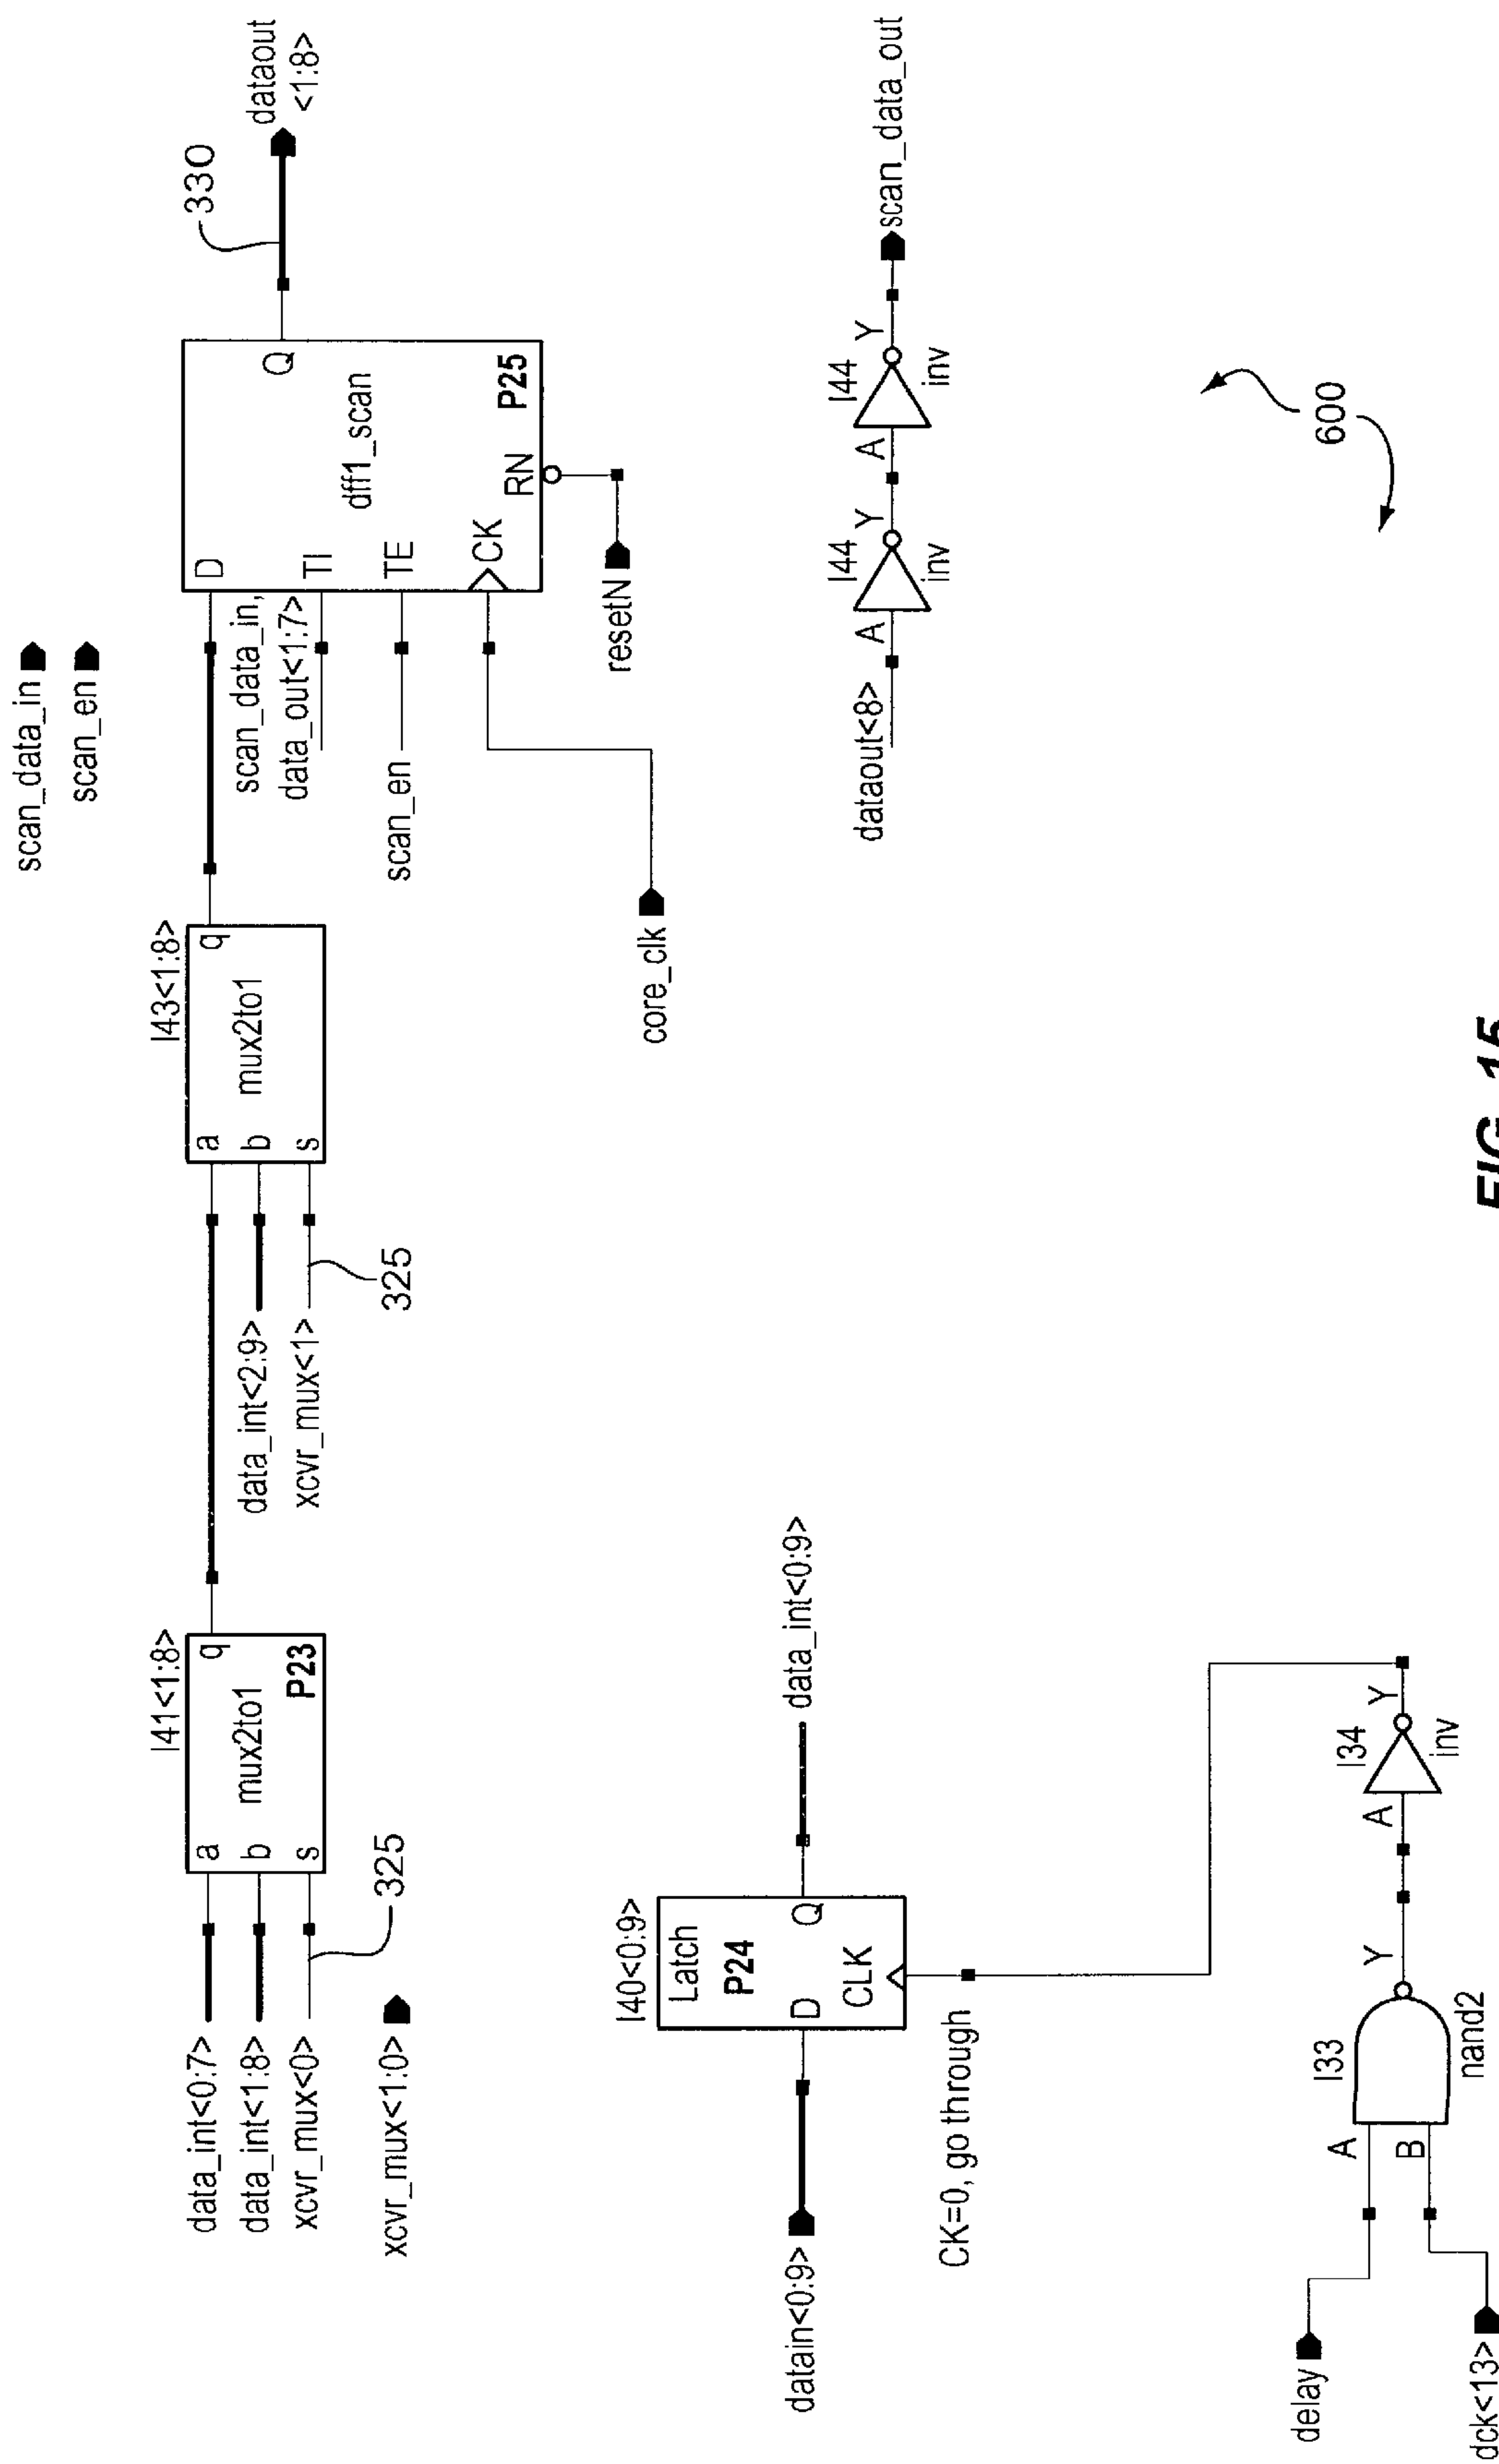 scan_data_in
scan_en
I41<1:8>
a
b
s
q
mux2to1
P23
data_int<0:7>
data_int<1:8>
xcvr_mux<0>
325
xcvr_mux<1:0>
I43<1:8>
a
b
s
q
mux2to1
data_int<2:9>
xcvr_mux<1>
325
D
TI
TE
CK
RN
Q
dff1_scan
P25
scan_data_in,
data_out<1:7>
scan_en
core_clk
resetN
330
dataout
<1:8>
I40<0:9>
Latch
P24
D
Q
CLK
datain<0:9>
data_int<0:9>
CK=0, go through
dataout<8>
A
I44
Y
inv
A
I44
Y
inv
scan_data_out
delay
dck<13>
A
B
I33
Y
nand2
A
I34
Y
inv
600
FIG. 15